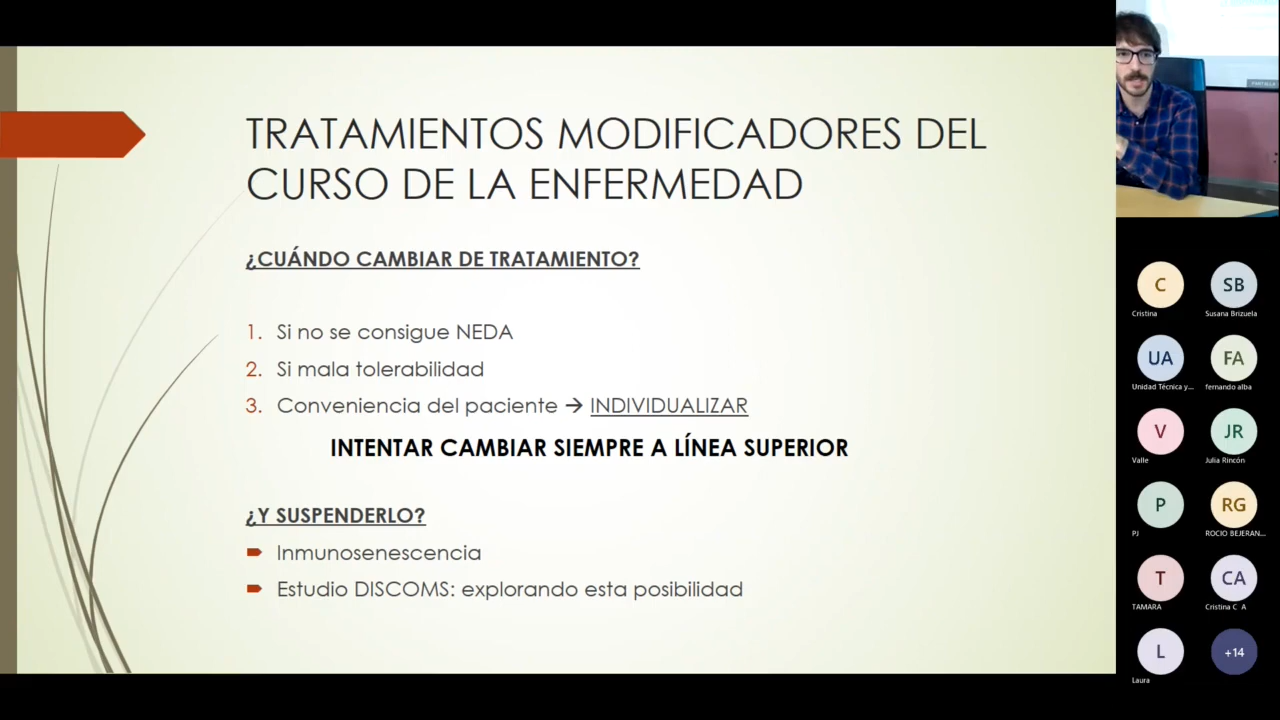 TRATAMIENTOS MODIFICADORES DEL
CURSO DE LA ENFERMEDAD
¿CUÁNDO CAMBIAR DE TRATAMIENTO?
1. Si no se consigue NEDA
2. Si mala tolerabilidad
3. Conveniencia del paciente → INDIVIDUALIZAR
INTENTAR CAMBIAR SIEMPRE A LÍNEA SUPERIOR
¿Y SUSPENDERLO?
Inmunosenescencia
Estudio DISCOMS: explorando esta posibilidad
C
Cristina
SB
Susana Brizuela
UA
Unidad Técnica y...
FA
fernando alba
V
Valle
JR
Julia Rincón
P
PJ
RG
ROCIO BEJERAN...
T
TAMARA
CA
Cristina C A
L
Laura
+14